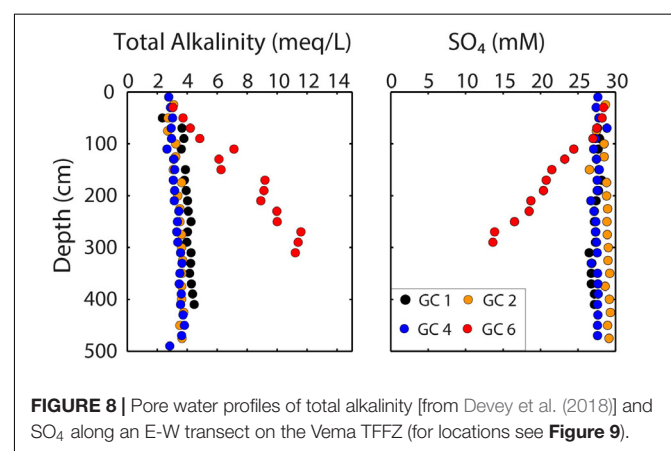 Total Alkalinity (meq/L)
SO₄ (mM)
0 2 4 6 8 10 12 14
0 5 10 15 20 25 30
Depth (cm)
0
100
200
300
400
500
GC 1 GC 2
GC 4 GC 6
FIGURE 8 | Pore water profiles of total alkalinity [from Devey et al. (2018)] and
SO₄ along an E-W transect on the Vema TFFZ (for locations see Figure 9).